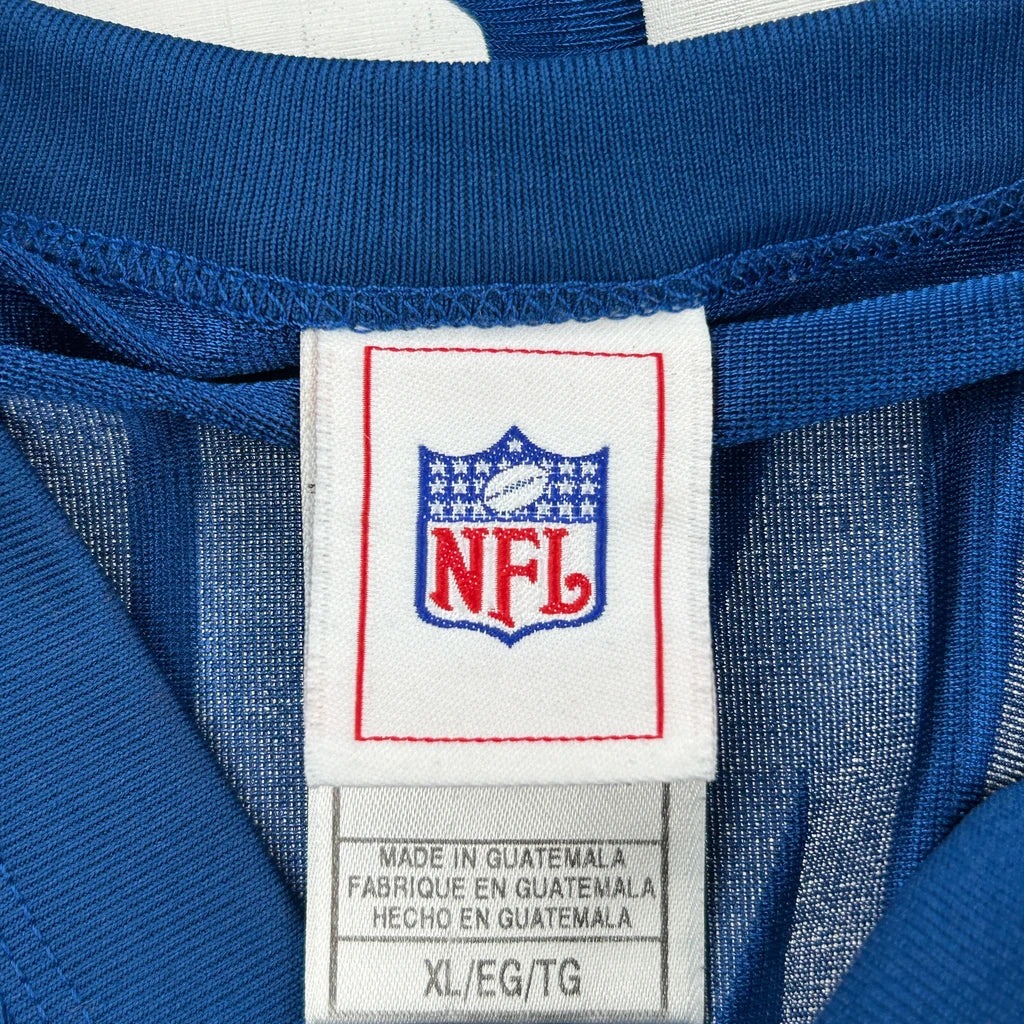 NFL
MADE IN GUATEMALA
FABRIQUE EN GUATEMALA
HECHO EN GUATEMALA
XL/EG/TG